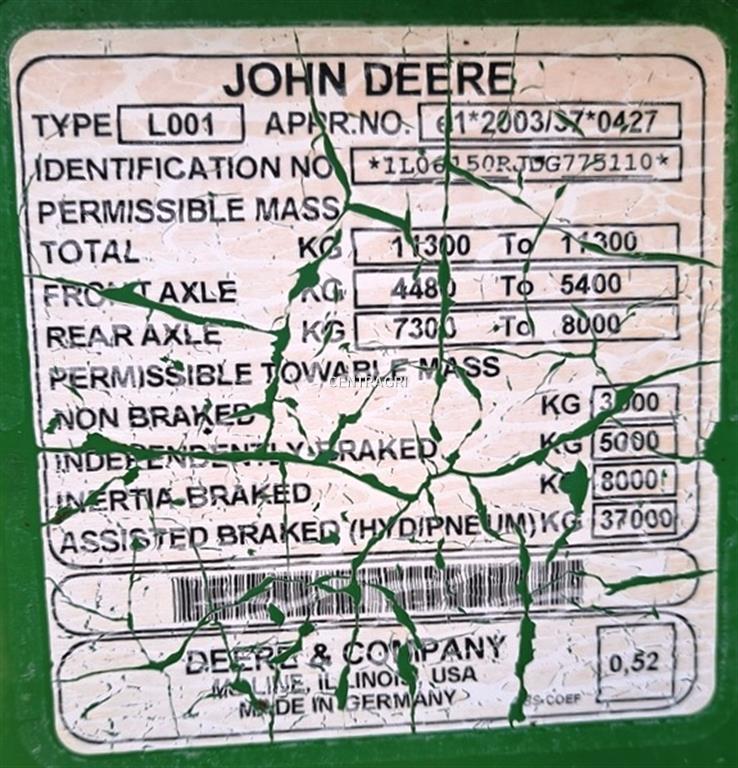 JOHN DEERE
TYPE L001 APPR.NO. e1*2003/37*0427
IDENTIFICATION NO *1L06150RJDG775110*
PERMISSIBLE MASS
TOTAL KG 11300 To 11300
FRONT AXLE KG 4480 To 5400
REAR AXLE KG 7300 To 8000
PERMISSIBLE TOWABLE MASS
CENTRAGRI
NON BRAKED KG 3000
INDEPENDENTLY BRAKED KG 5000
INERTIA-BRAKED KG 8000
ASSISTED BRAKED (HYD/PNEUM) KG 37000
DEERE & COMPANY
MOLINE, ILLINOIS, USA
MADE IN GERMANY
0,52